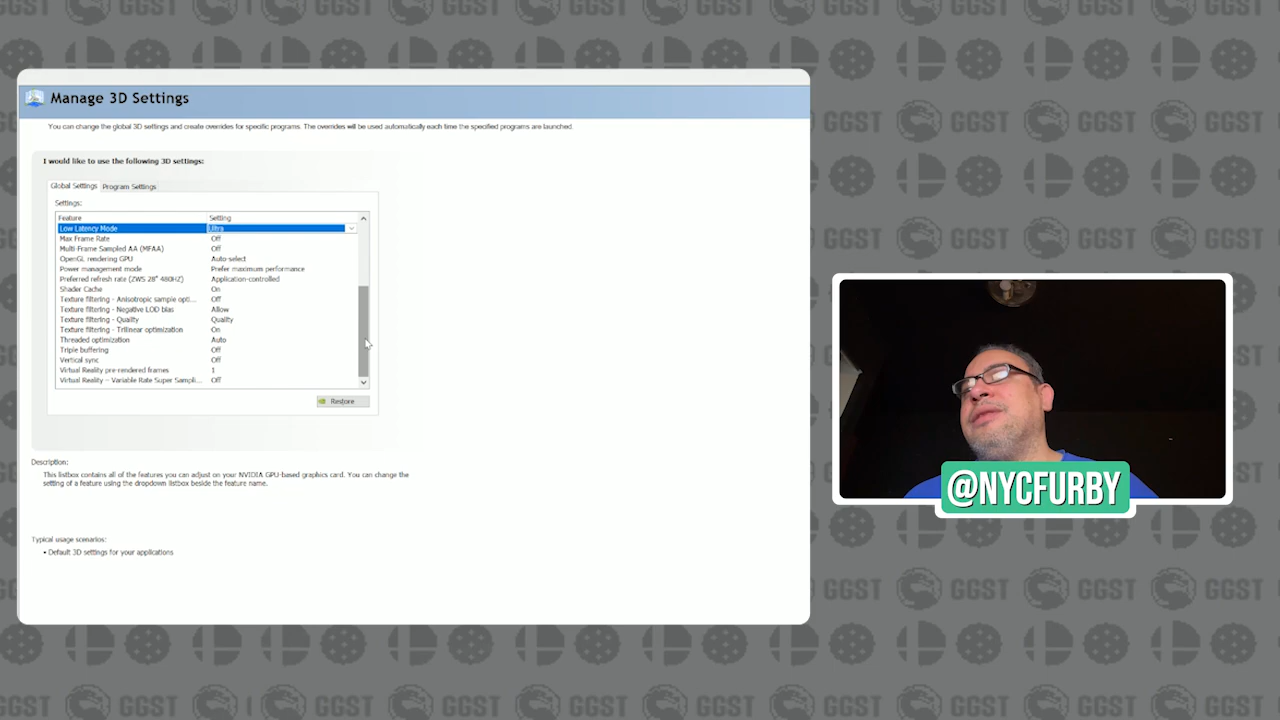 Manage 3D Settings
You can change the global 3D settings and create overrides for specific programs. The overrides will be used automatically each time the specified programs are launched.
I would like to use the following 3D settings:
Global Settings Program Settings
Settings:
Feature Setting
Low Latency Mode Ultra
Max Frame Rate Off
Multi-Frame Sampled AA (MFAA) Off
OpenGL rendering GPU Auto-select
Power management mode Prefer maximum performance
Preferred refresh rate (ZWS 28" 480HZ) Application-controlled
Shader Cache On
Texture filtering - Anisotropic sample opti... Off
Texture filtering - Negative LOD bias Allow
Texture filtering - Quality Quality
Texture filtering - Trilinear optimization On
Threaded optimization Auto
Triple buffering Off
Vertical sync Off
Virtual Reality pre-rendered frames 1
Virtual Reality – Variable Rate Super Sampli... Off
Restore
Description:
This listbox contains all of the features you can adjust on your NVIDIA GPU-based graphics card. You can change the
setting of a feature using the dropdown listbox beside the feature name.
Typical usage scenarios:
• Default 3D settings for your applications
@NYCFURBY
GGST